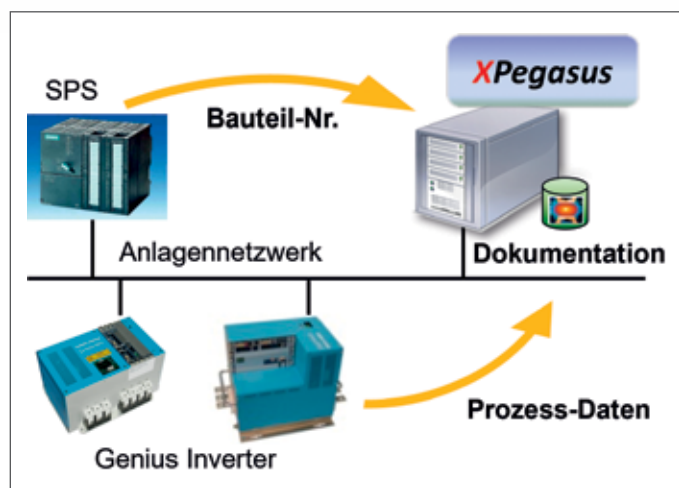 SPS
XPegasus
Bauteil-Nr.
Anlagennetzwerk
Dokumentation
Prozess-Daten
Genius Inverter